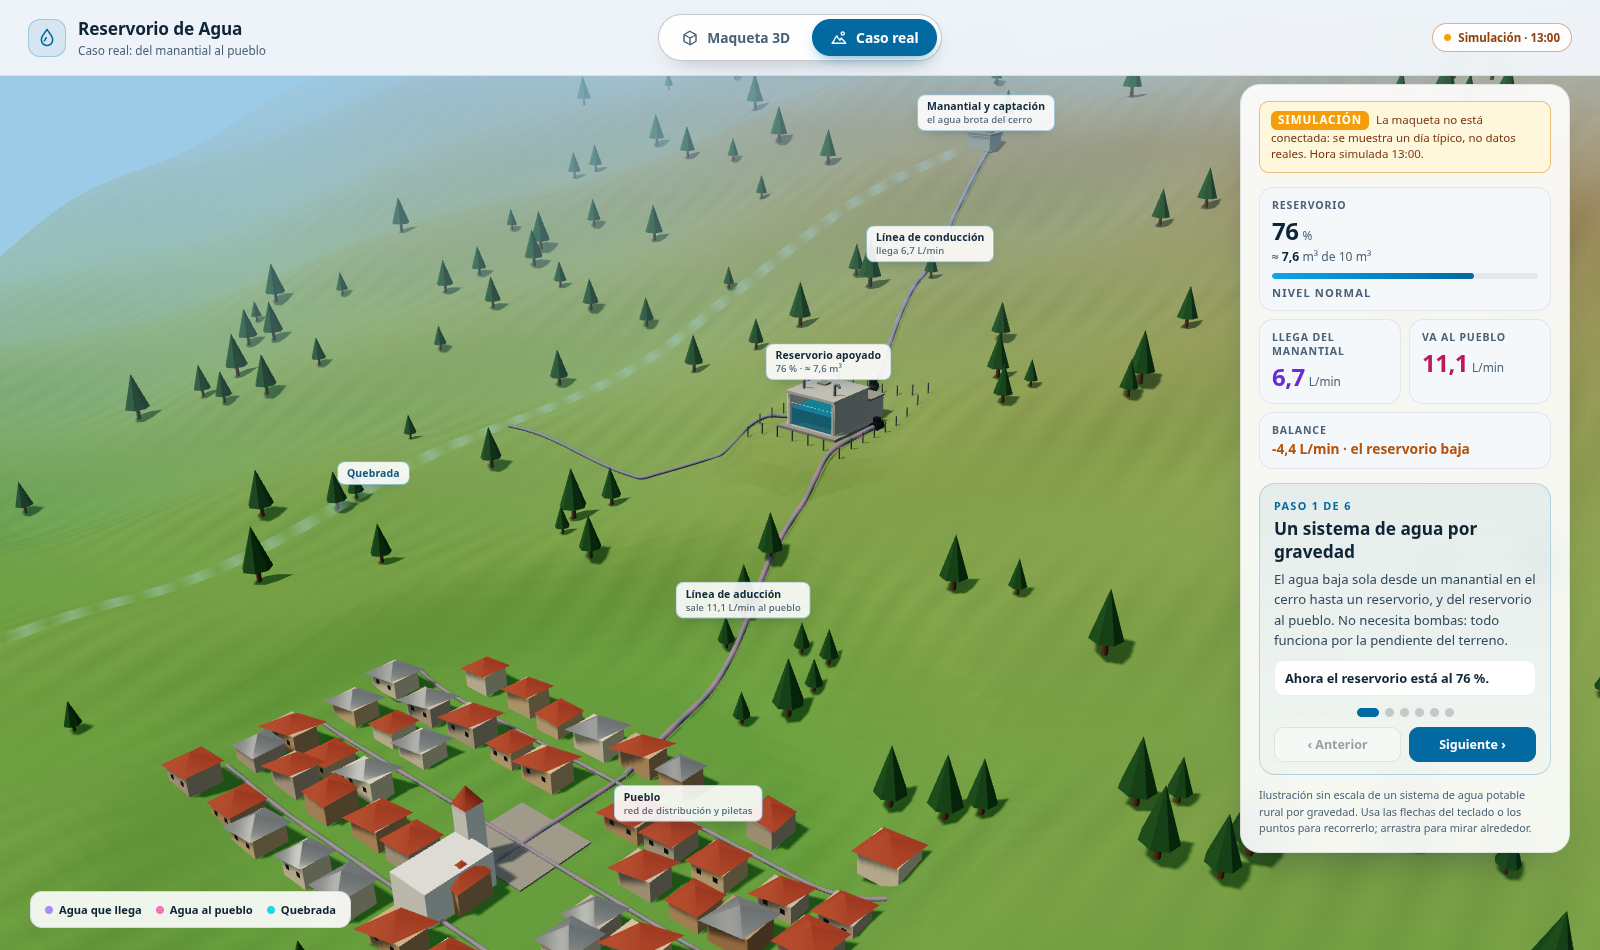 Reservorio de Agua
Caso real: del manantial al pueblo
Maqueta 3D
Caso real
Simulación · 13:00
Manantial y captación
el agua brota del cerro
Línea de conducción
llega 6,7 L/min
Reservorio apoyado
76 % · ≈ 7,6 m³
Quebrada
Línea de aducción
sale 11,1 L/min al pueblo
Pueblo
red de distribución y piletas
Agua que llega
Agua al pueblo
Quebrada
SIMULACIÓN La maqueta no está
conectada: se muestra un día típico, no datos
reales. Hora simulada 13:00.
RESERVORIO
76 %
≈ 7,6 m³ de 10 m³
NIVEL NORMAL
LLEGA DEL
MANANTIAL
6,7 L/min
VA AL PUEBLO
11,1 L/min
BALANCE
-4,4 L/min · el reservorio baja
PASO 1 DE 6
Un sistema de agua por
gravedad
El agua baja sola desde un manantial en el
cerro hasta un reservorio, y del reservorio
al pueblo. No necesita bombas: todo
funciona por la pendiente del terreno.
Ahora el reservorio está al 76 %.
‹ Anterior
Siguiente ›
Ilustración sin escala de un sistema de agua potable
rural por gravedad. Usa las flechas del teclado o los
puntos para recorrerlo; arrastra para mirar alrededor.